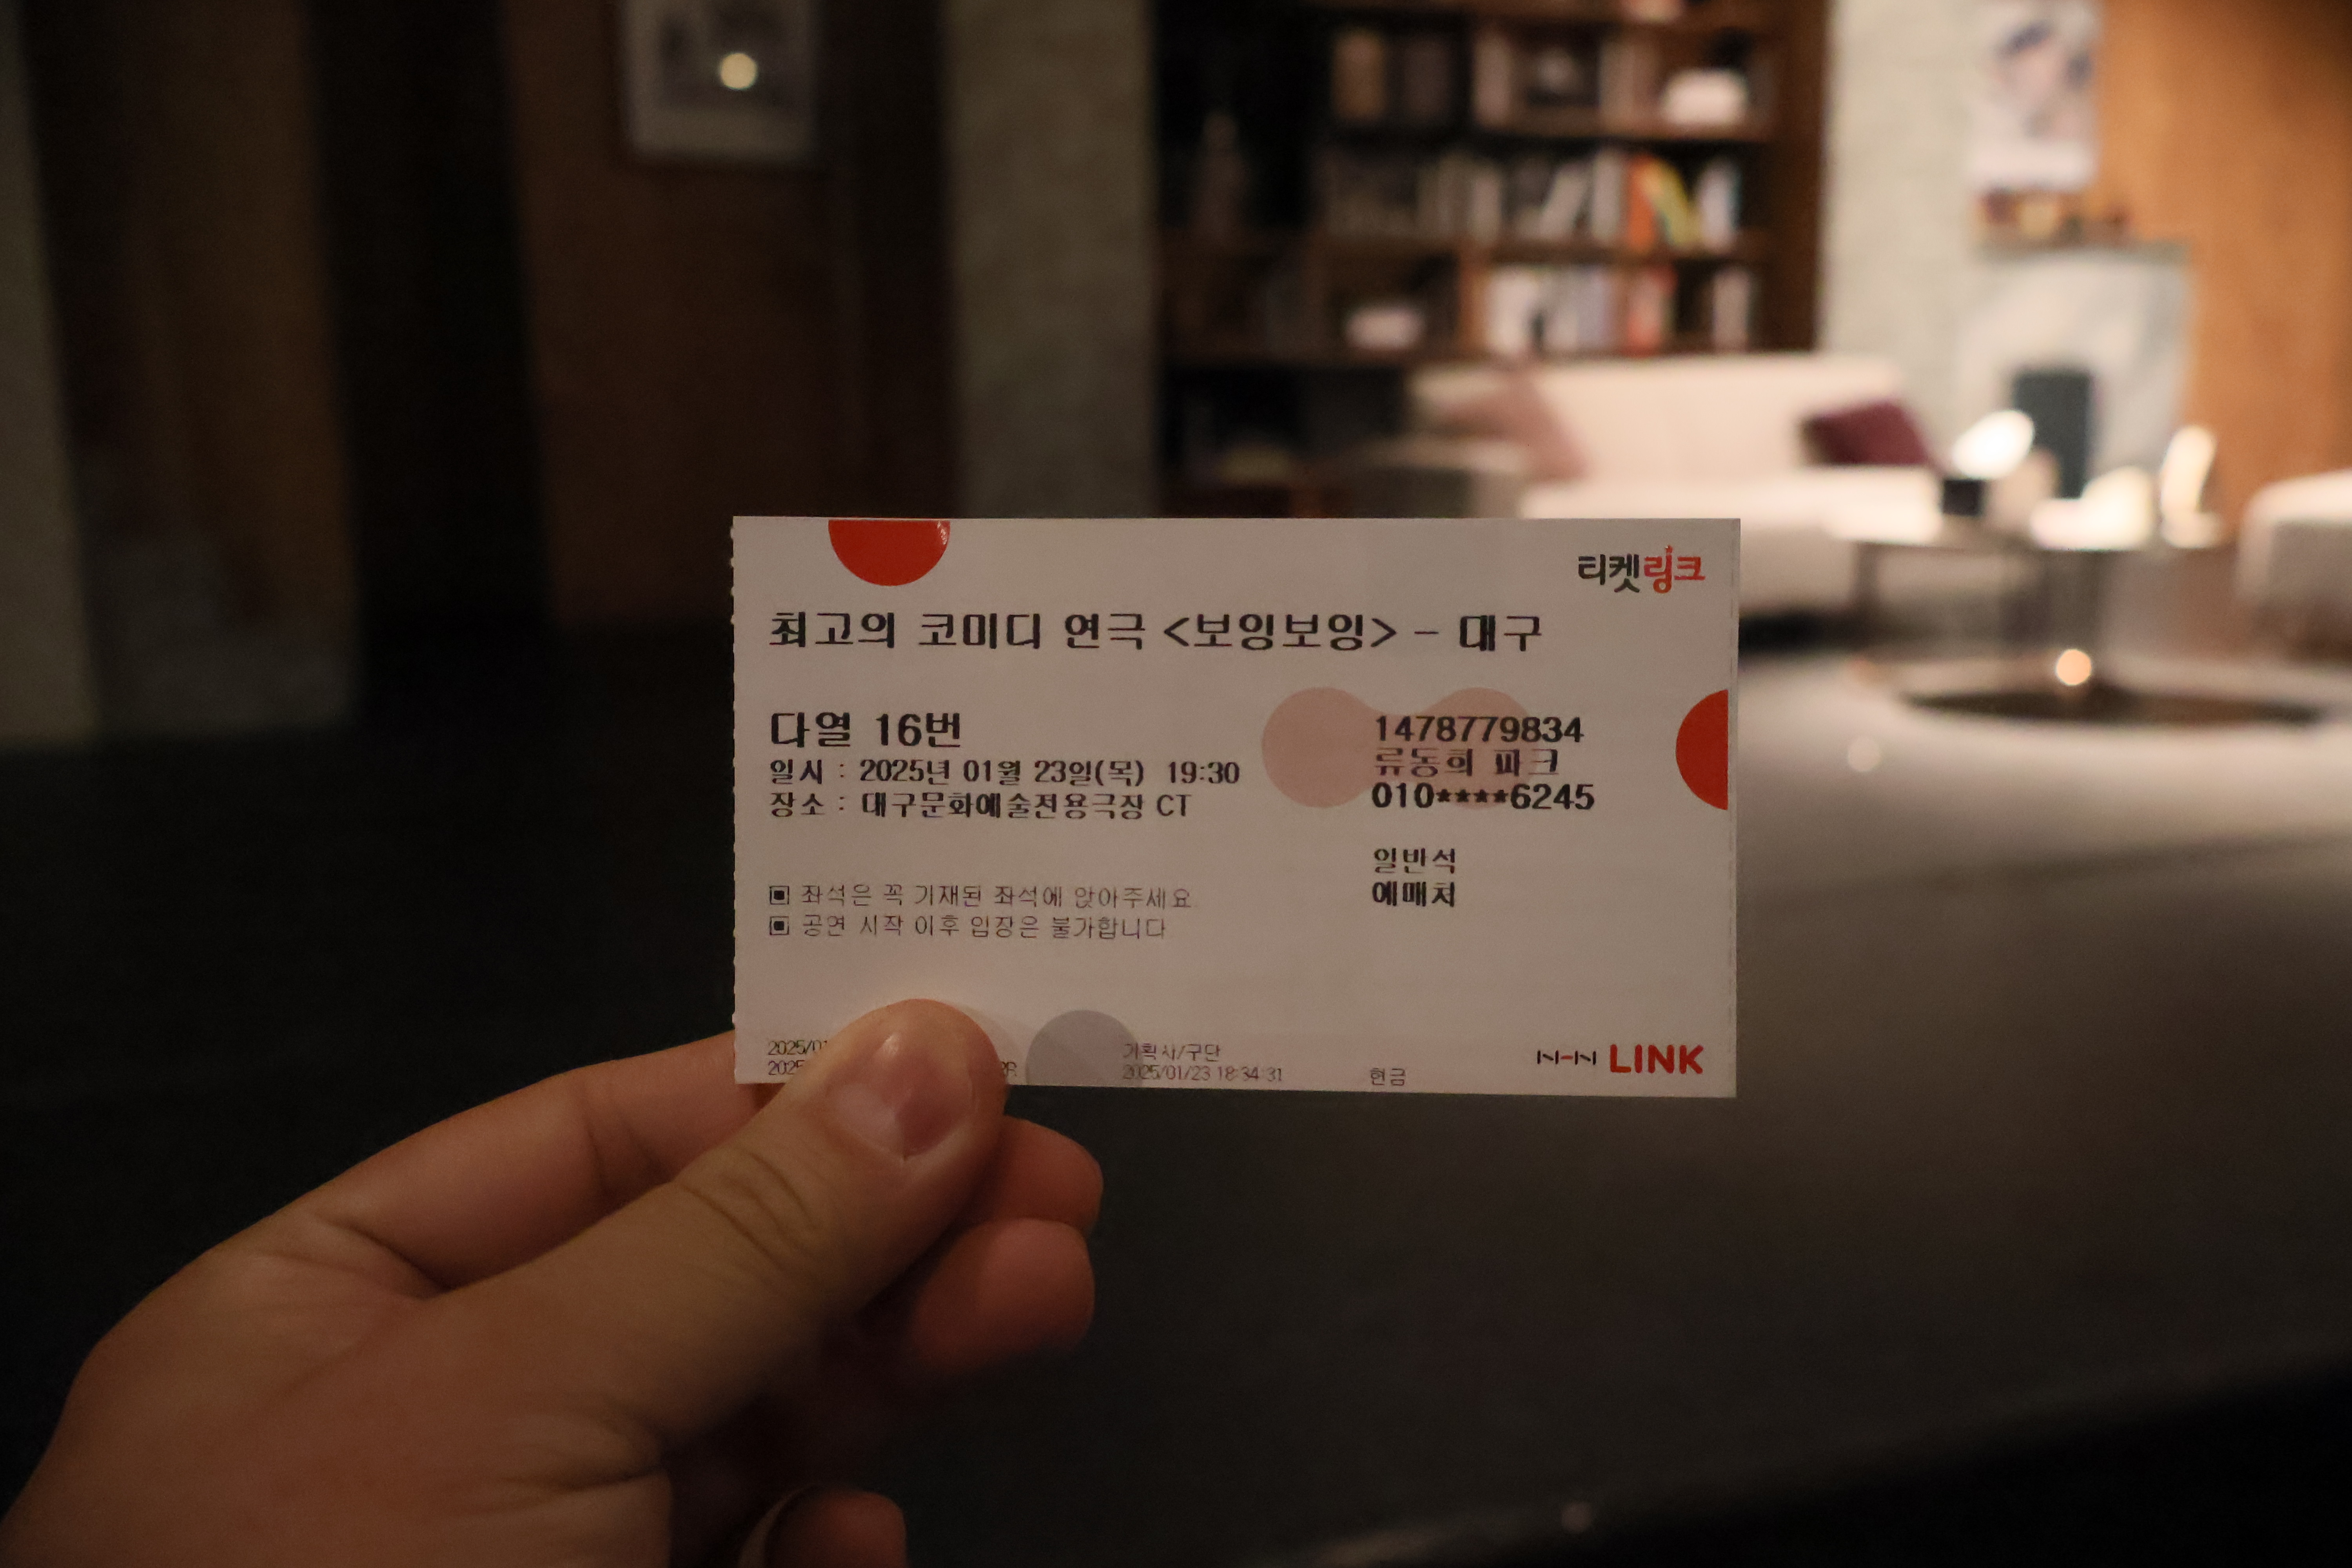 티켓링크
최고의 코미디 연극 <보잉보잉> - 대구
다열 16번
일시 : 2025년 01월 23일(목) 19:30
장소 : 대구문화예술전용극장 CT
1478779834
류동희 파크
010****6245
일반석
예매처
▣ 좌석은 꼭 기재된 좌석에 앉아주세요
▣ 공연 시작 이후 입장은 불가합니다
기획사/구단
2025/01/23 18:34:31
현금
NHN LINK